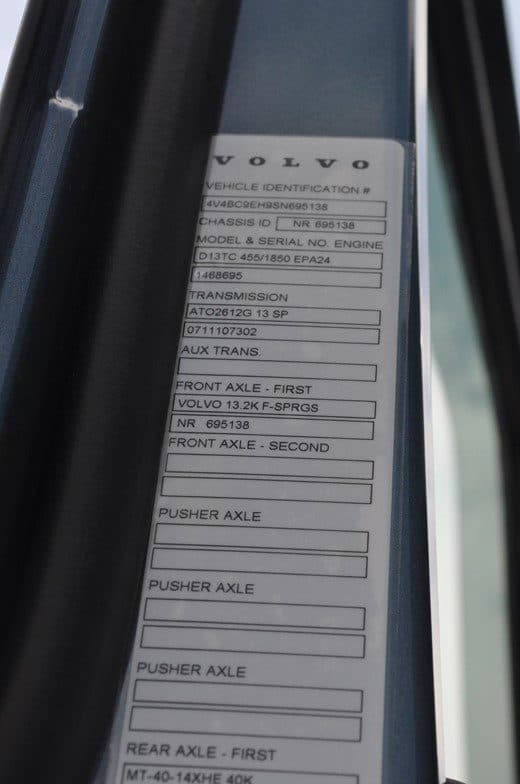 VOLVO
VEHICLE IDENTIFICATION #
4V4BC9EH9SN695138
CHASSIS ID NR 695138
MODEL & SERIAL NO. ENGINE
D13TC 455/1850 EPA24
1468695
TRANSMISSION
ATO2612G 13 SP
0711107302
AUX TRANS.
FRONT AXLE - FIRST
VOLVO 13.2K F-SPRGS
NR 695138
FRONT AXLE - SECOND
PUSHER AXLE
PUSHER AXLE
PUSHER AXLE
REAR AXLE - FIRST
MT-40-14XHE 40K